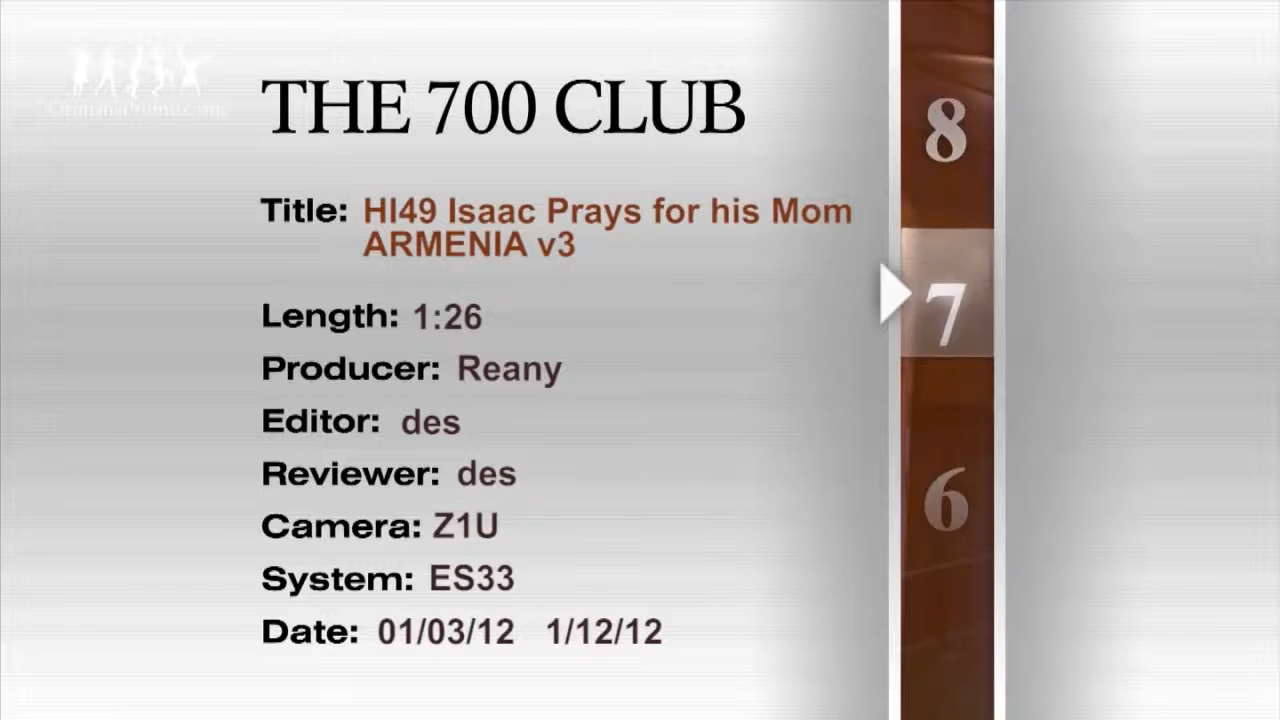 THE 700 CLUB
Title: HI49 Isaac Prays for his Mom
ARMENIA v3
Length: 1:26
Producer: Reany
Editor: des
Reviewer: des
Camera: Z1U
System: ES33
Date: 01/03/12 1/12/12
8
7
6